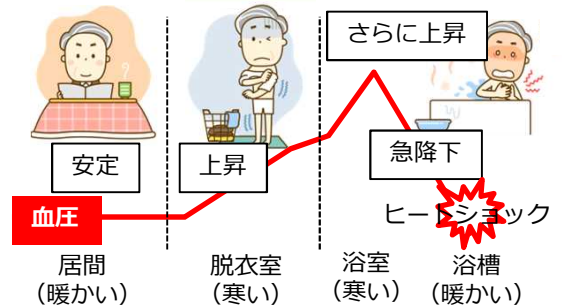 さらに上昇
安定
上昇
急降下
血圧
ヒートショック
居間
（暖かい）
脱衣室
（寒い）
浴室
（寒い）
浴槽
（暖かい）